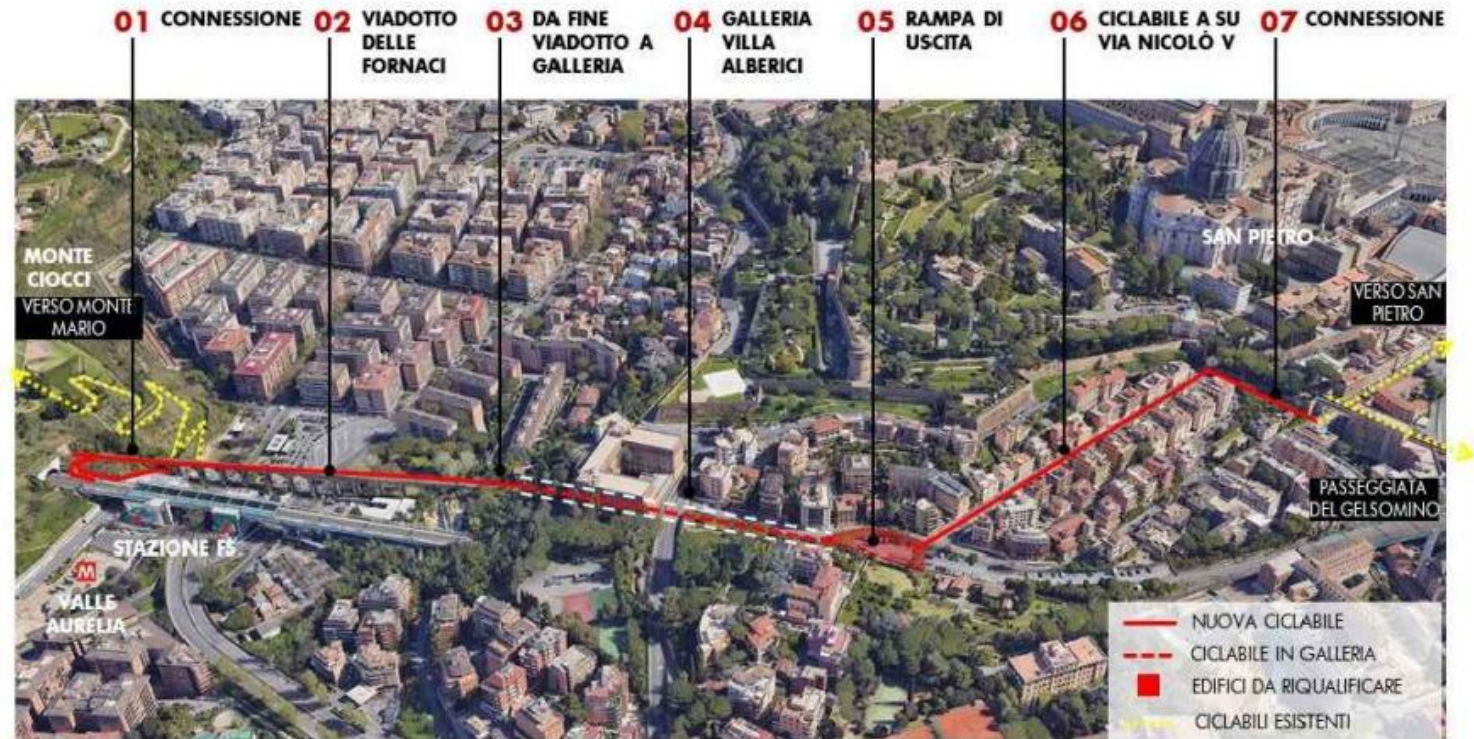 01 CONNESSIONE
02 VIADOTTO
DELLE
FORNACI
03 DA FINE
VIADOTTO A
GALLERIA
04 GALLERIA
VILLA
ALBERICI
05 RAMPA DI
USCITA
06 CICLABILE A SU
VIA NICOLÒ V
07 CONNESSIONE
MONTE
CIOCCI
VERSO MONTE
MARIO
SAN PIETRO
VERSO SAN
PIETRO
PASSEGGIATA
DEL GELSOMINO
STAZIONE FS
M
VALLE
AURELIA
NUOVA CICLABILE
CICLABILE IN GALLERIA
EDIFICI DA RIQUALIFICARE
CICLABILI ESISTENTI